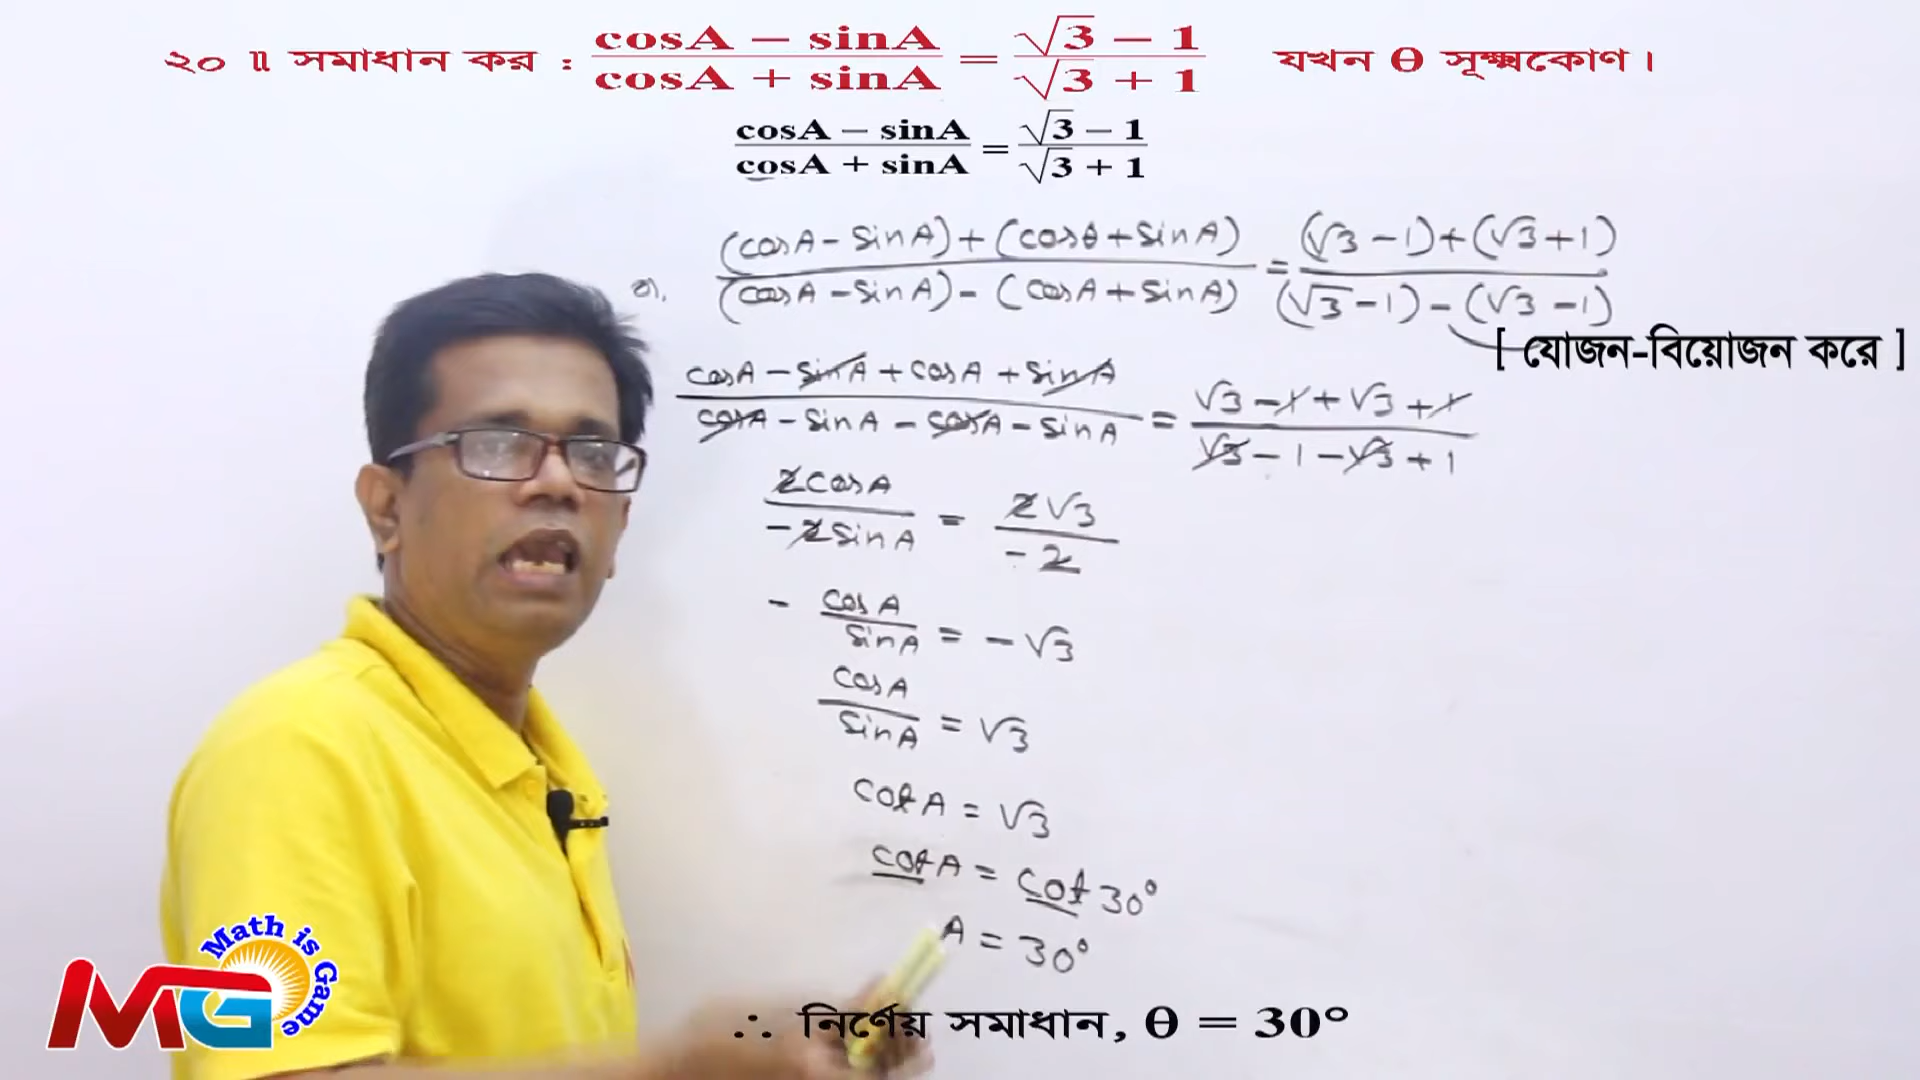 ২০ ॥ সমাধান কর : cosA − sinA / cosA + sinA = √3 − 1 / √3 + 1 যখন θ সূক্ষ্মকোণ।
cosA − sinA / cosA + sinA = √3 − 1 / √3 + 1
বা, (cosA − sinA) + (cosθ + sinA) / (cosA − sinA) − (cosA + sinA) = (√3 − 1) + (√3 + 1) / (√3 − 1) − (√3 − 1)
[ যোজন-বিয়োজন করে ]
cosA − sinA + cosA + sinA / cosA − sinA − cosA − sinA = √3 − 1 + √3 + 1 / √3 − 1 − √3 + 1
2cosA / −2sinA = 2√3 / −2
− cosA / sinA = − √3
cosA / sinA = √3
cotA = √3
cotA = cot 30°
A = 30°
∴ নির্ণেয় সমাধান, θ = 30°
Math is Game
MG